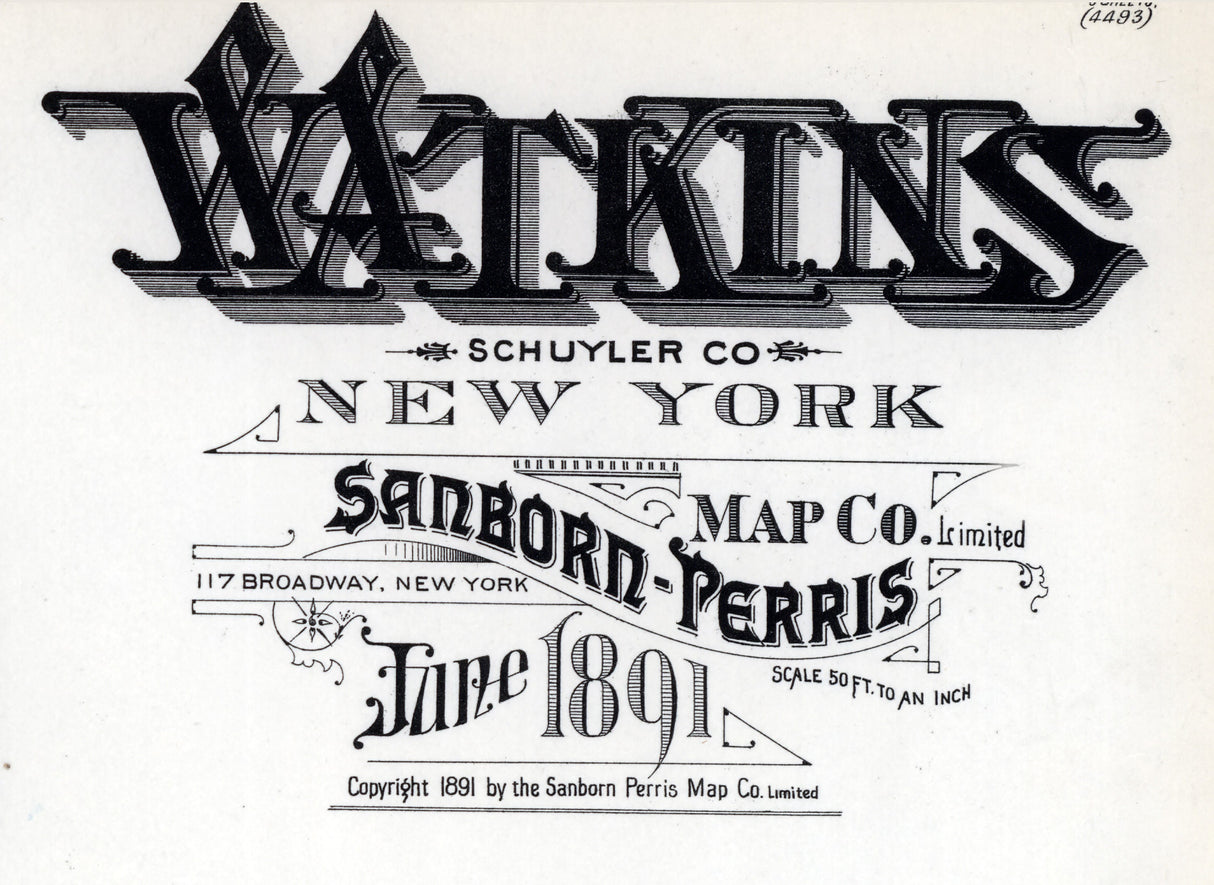 (4493)
WATKINS
SCHUYLER CO
NEW YORK
SANBORN-PERRIS MAP CO. Limited
117 BROADWAY, NEW YORK
June 1891
SCALE 50 FT. TO AN INCH
Copyright 1891 by the Sanborn Perris Map Co. Limited